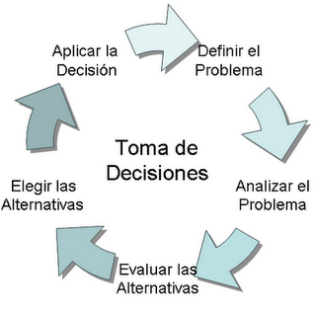 Aplicar la
Decisión
Definir el
Problema
Toma de
Decisiones
Elegir las
Alternativas
Analizar el
Problema
Evaluar las
Alternativas